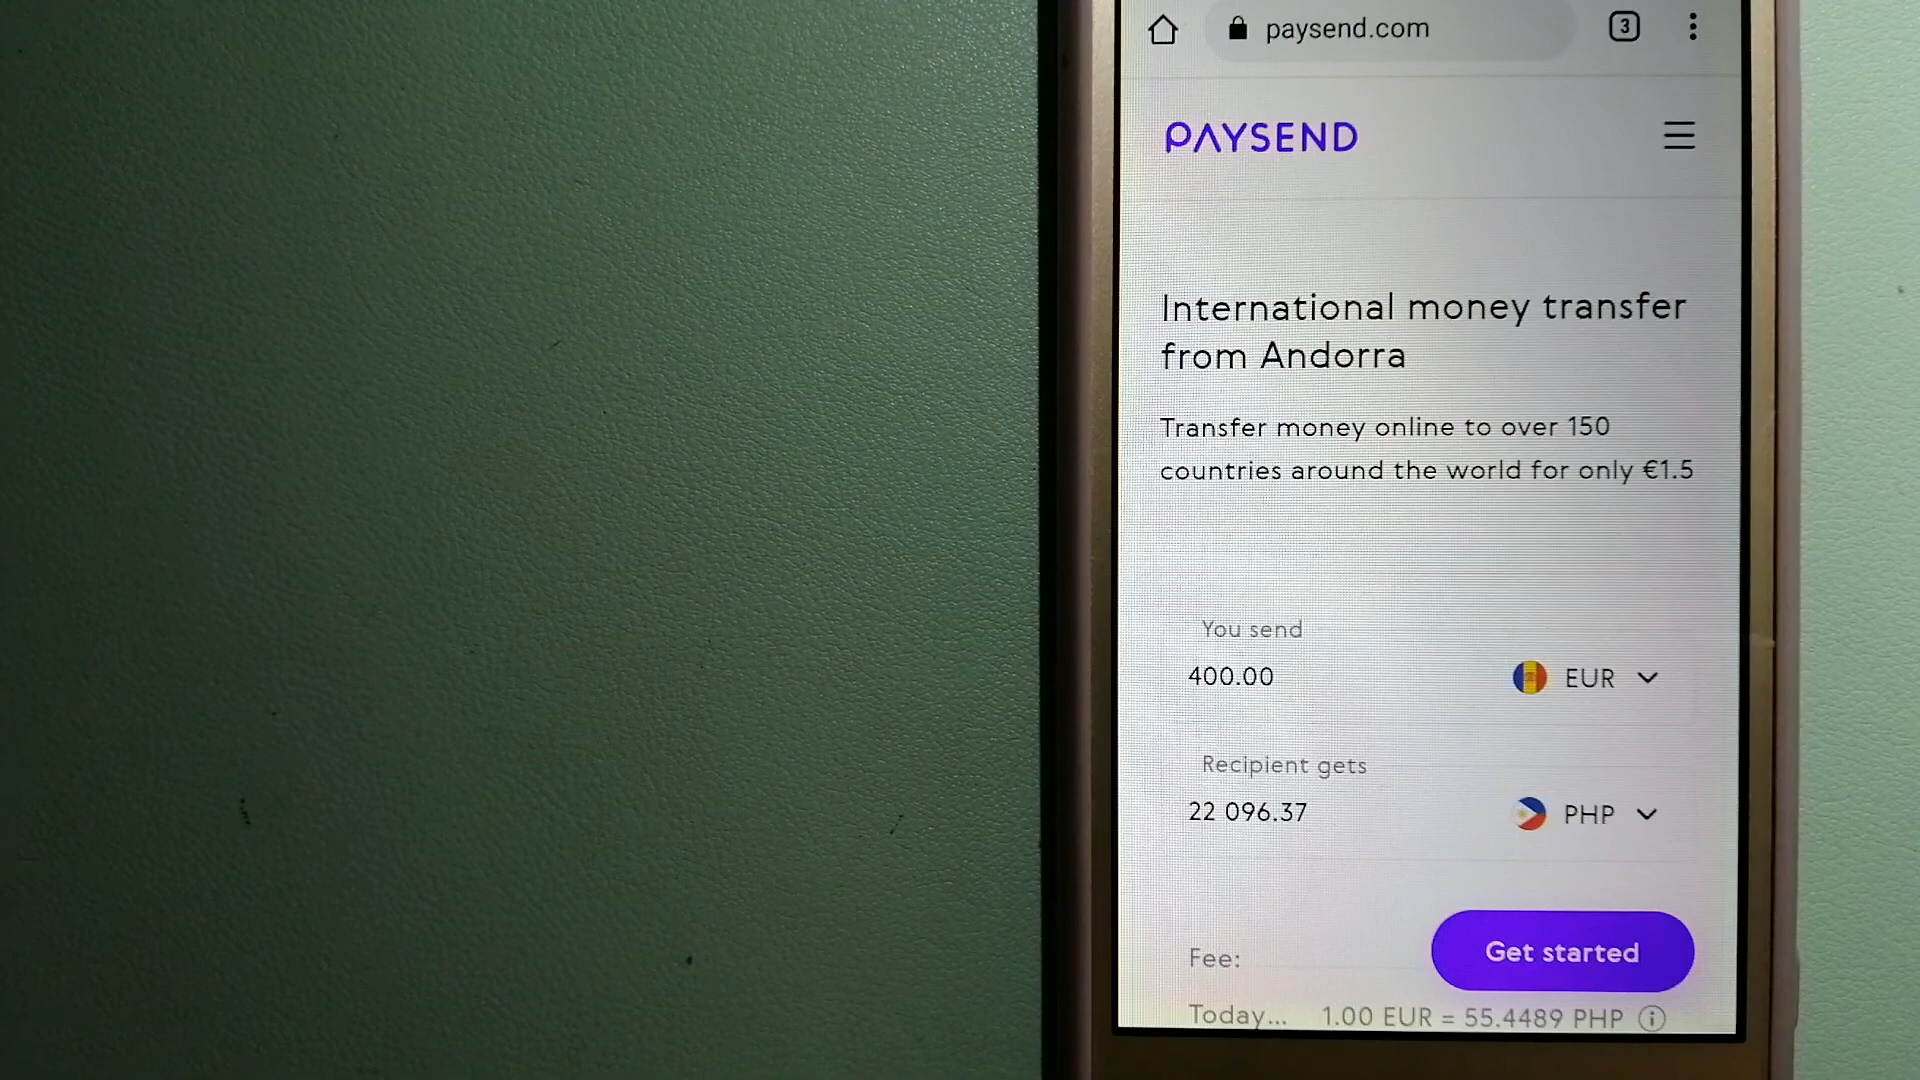 paysend.com
3
PAYSEND
International money transfer
from Andorra
Transfer money online to over 150
countries around the world for only €1.5
You send
400.00 EUR
Recipient gets
22 096.37 PHP
Fee:
Get started
Today... 1.00 EUR = 55.4489 PHP